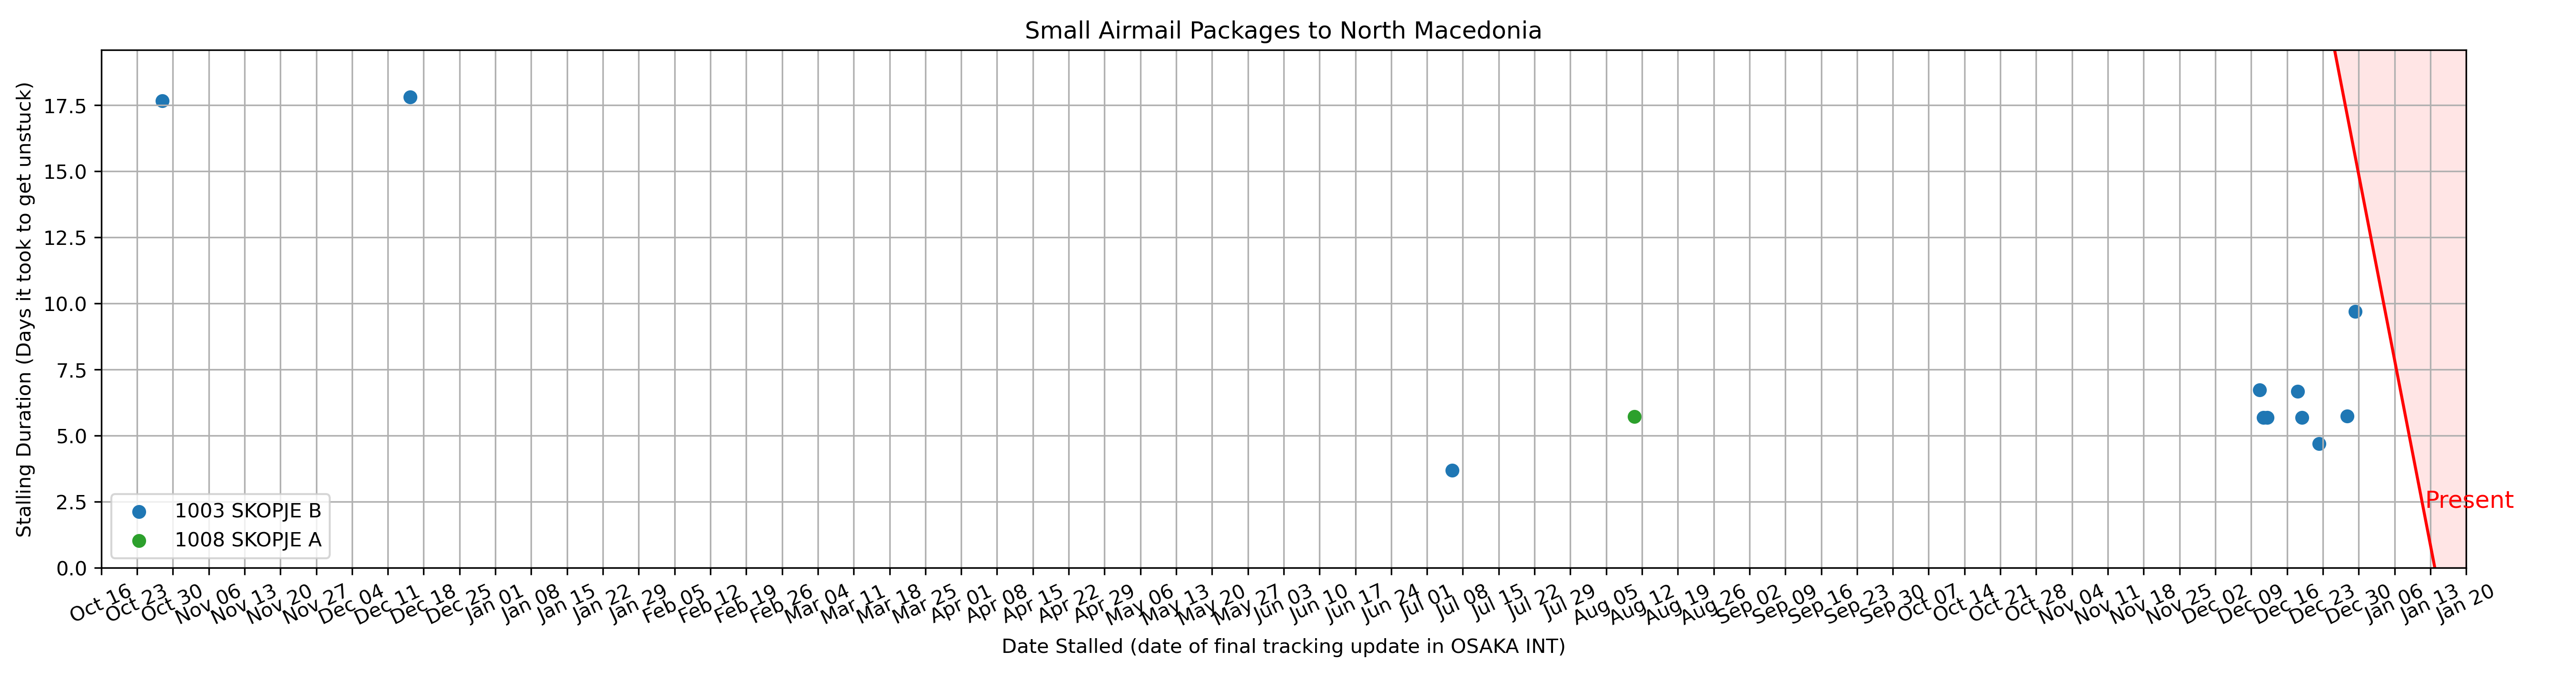 Small Airmail Packages to North Macedonia
Stalling Duration (Days it took to get unstuck)
17.5
15.0
12.5
10.0
7.5
5.0
2.5
0.0
1003 SKOPJE B
1008 SKOPJE A
Present
Oct 16
Oct 23
Oct 30
Nov 06
Nov 13
Nov 20
Nov 27
Dec 04
Dec 11
Dec 18
Dec 25
Jan 01
Jan 08
Jan 15
Jan 22
Jan 29
Feb 05
Feb 12
Feb 19
Feb 26
Mar 04
Mar 11
Mar 18
Mar 25
Apr 01
Apr 08
Apr 15
Apr 22
Apr 29
May 06
May 13
May 20
May 27
Jun 03
Jun 10
Jun 17
Jun 24
Jul 01
Jul 08
Jul 15
Jul 22
Jul 29
Aug 05
Aug 12
Aug 19
Aug 26
Sep 02
Sep 09
Sep 16
Sep 23
Sep 30
Oct 07
Oct 14
Oct 21
Oct 28
Nov 04
Nov 11
Nov 18
Nov 25
Dec 02
Dec 09
Dec 16
Dec 23
Dec 30
Jan 06
Jan 13
Jan 20
Date Stalled (date of final tracking update in OSAKA INT)